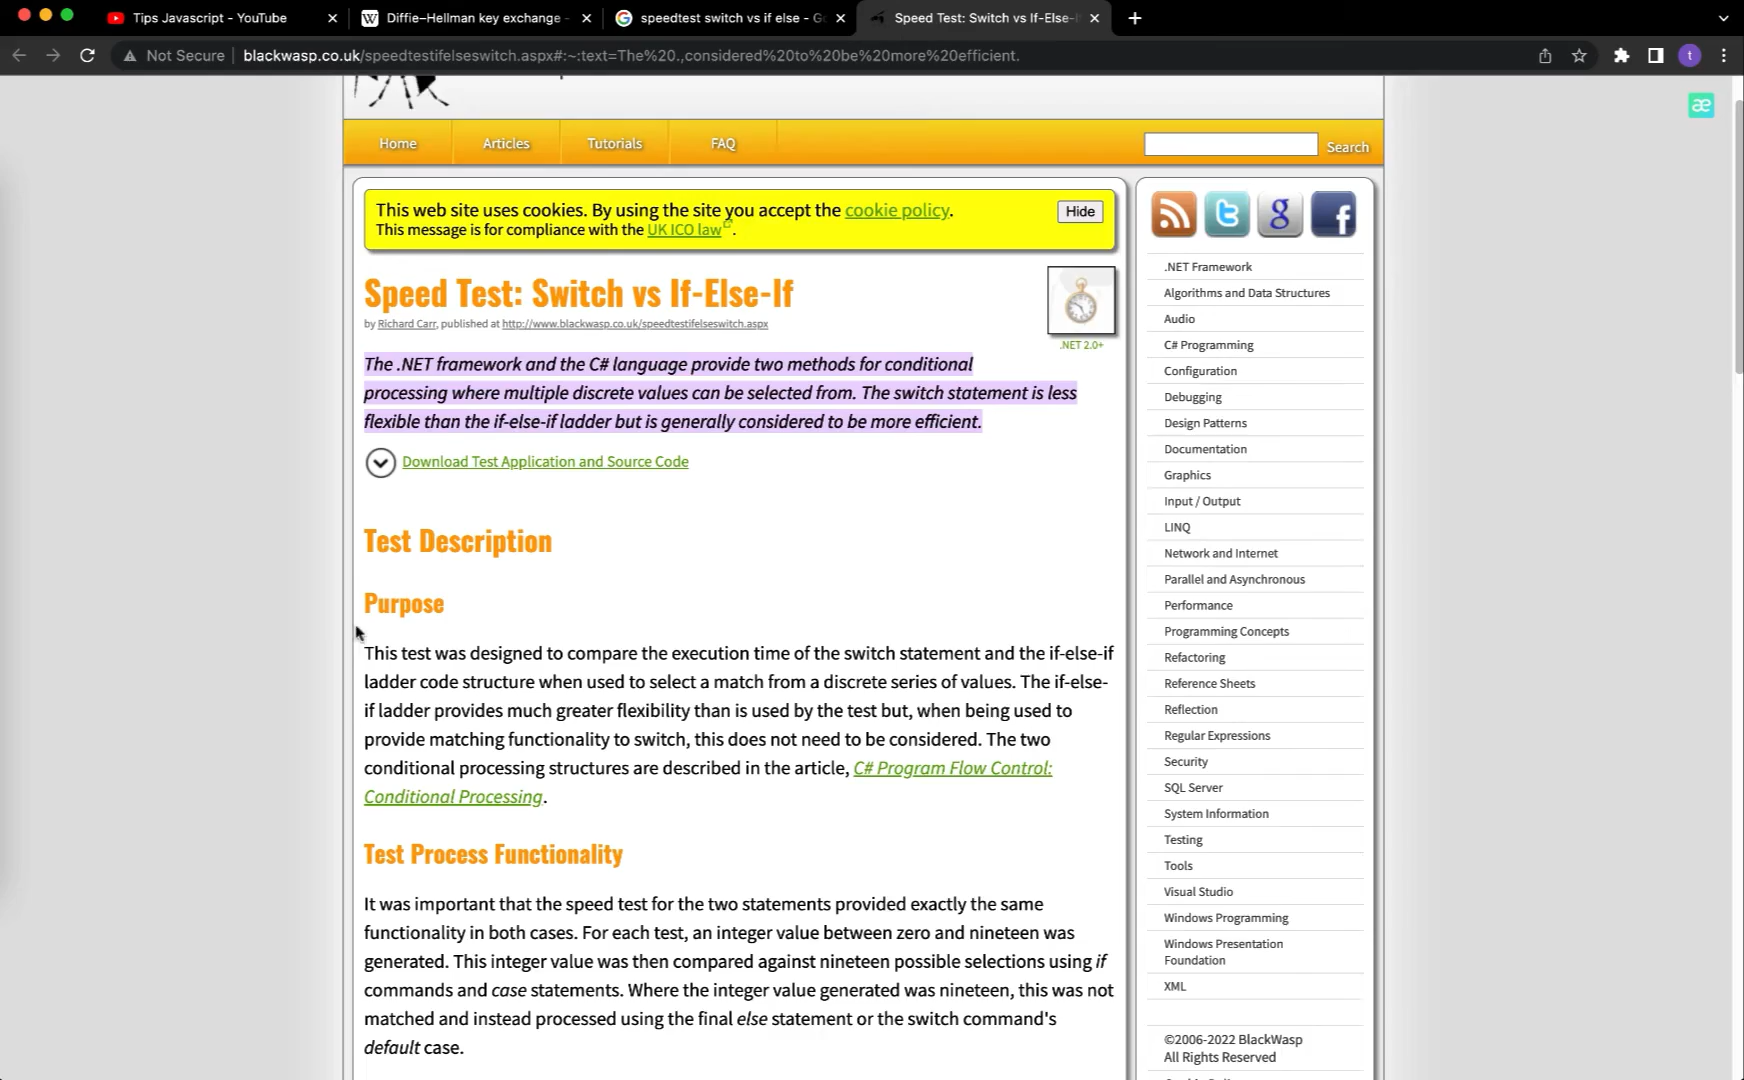 Tips Javascript - YouTube
Diffie–Hellman key exchange -
speedtest switch vs if else - Go
Speed Test: Switch vs If-Else-I
Not Secure
blackwasp.co.uk/speedtestifelseswitch.aspx#:~:text=The%20.,considered%20to%20be%20more%20efficient.
t
æ
Home
Articles
Tutorials
FAQ
Search
This web site uses cookies. By using the site you accept the cookie policy.
This message is for compliance with the UK ICO law.
Hide
Speed Test: Switch vs If-Else-If
by Richard Carr, published at http://www.blackwasp.co.uk/speedtestifelseswitch.aspx
.NET 2.0+
The .NET framework and the C# language provide two methods for conditional
processing where multiple discrete values can be selected from. The switch statement is less
flexible than the if-else-if ladder but is generally considered to be more efficient.
Download Test Application and Source Code
Test Description
Purpose
This test was designed to compare the execution time of the switch statement and the if-else-if
ladder code structure when used to select a match from a discrete series of values. The if-else-
if ladder provides much greater flexibility than is used by the test but, when being used to
provide matching functionality to switch, this does not need to be considered. The two
conditional processing structures are described in the article, C# Program Flow Control:
Conditional Processing.
Test Process Functionality
It was important that the speed test for the two statements provided exactly the same
functionality in both cases. For each test, an integer value between zero and nineteen was
generated. This integer value was then compared against nineteen possible selections using if
commands and case statements. Where the integer value generated was nineteen, this was not
matched and instead processed using the final else statement or the switch command's
default case.
.NET Framework
Algorithms and Data Structures
Audio
C# Programming
Configuration
Debugging
Design Patterns
Documentation
Graphics
Input / Output
LINQ
Network and Internet
Parallel and Asynchronous
Performance
Programming Concepts
Refactoring
Reference Sheets
Reflection
Regular Expressions
Security
SQL Server
System Information
Testing
Tools
Visual Studio
Windows Programming
Windows Presentation
Foundation
XML
©2006-2022 BlackWasp
All Rights Reserved